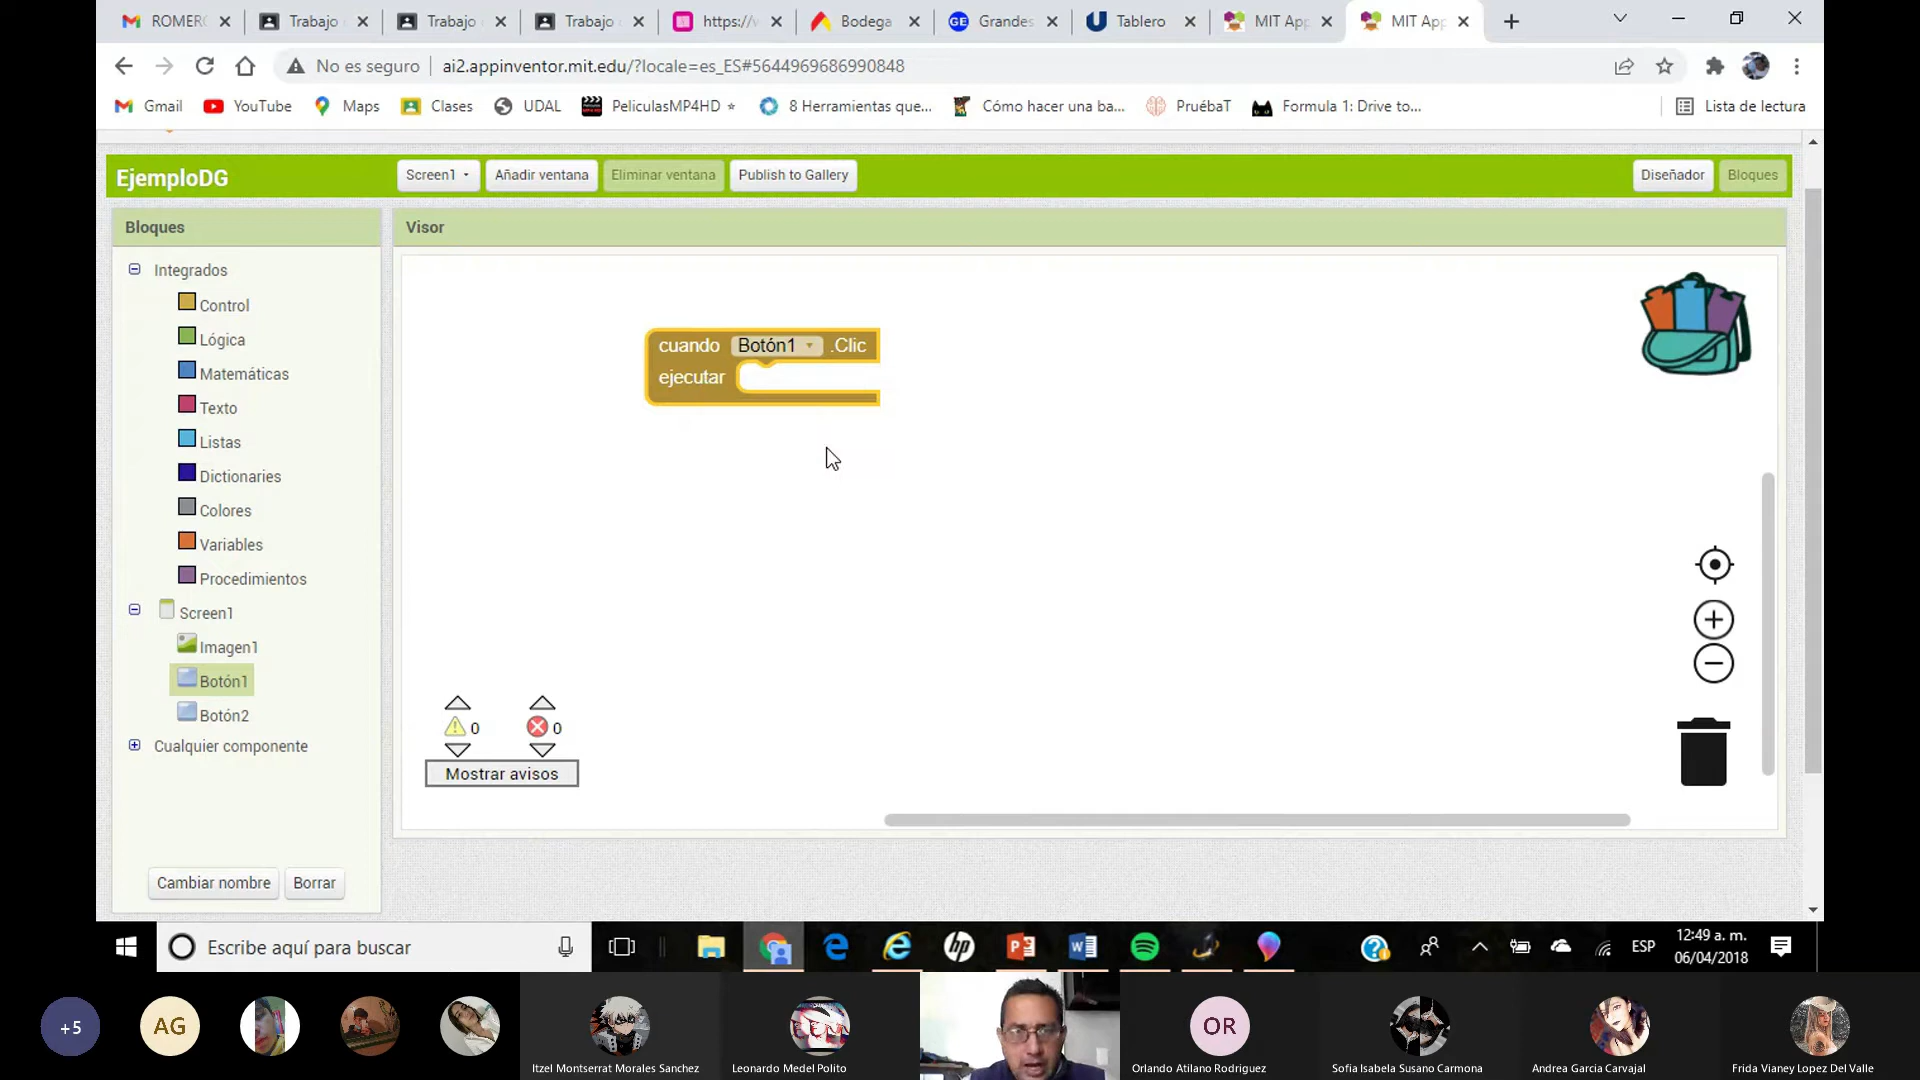 ROMERO
Trabajo
Trabajo
Trabajo
https://v
Bodega
GE
Grandes
Tablero
MIT App
MIT App
No es seguro
ai2.appinventor.mit.edu/?locale=es_ES#5644969686990848
Gmail
YouTube
Maps
Clases
UDAL
PeliculasMP4HD
8 Herramientas que...
Cómo hacer una ba...
PruébaT
Formula 1: Drive to...
Lista de lectura
EjemploDG
Screen1
Añadir ventana
Eliminar ventana
Publish to Gallery
Diseñador
Bloques
Bloques
Visor
Integrados
Control
Lógica
Matemáticas
Texto
Listas
Dictionaries
Colores
Variables
Procedimientos
Screen1
Imagen1
Botón1
Botón2
Cualquier componente
Cambiar nombre
Borrar
cuando Botón1 .Clic
ejecutar
0
0
Mostrar avisos
Escribe aquí para buscar
ESP
12:49 a. m.
06/04/2018
+5
AG
OR
Itzel Montserrat Morales Sanchez
Leonardo Medel Polito
Orlando Atilano Rodriguez
Sofia Isabela Susano Carmona
Andrea Garcia Carvajal
Frida Vianey Lopez Del Valle